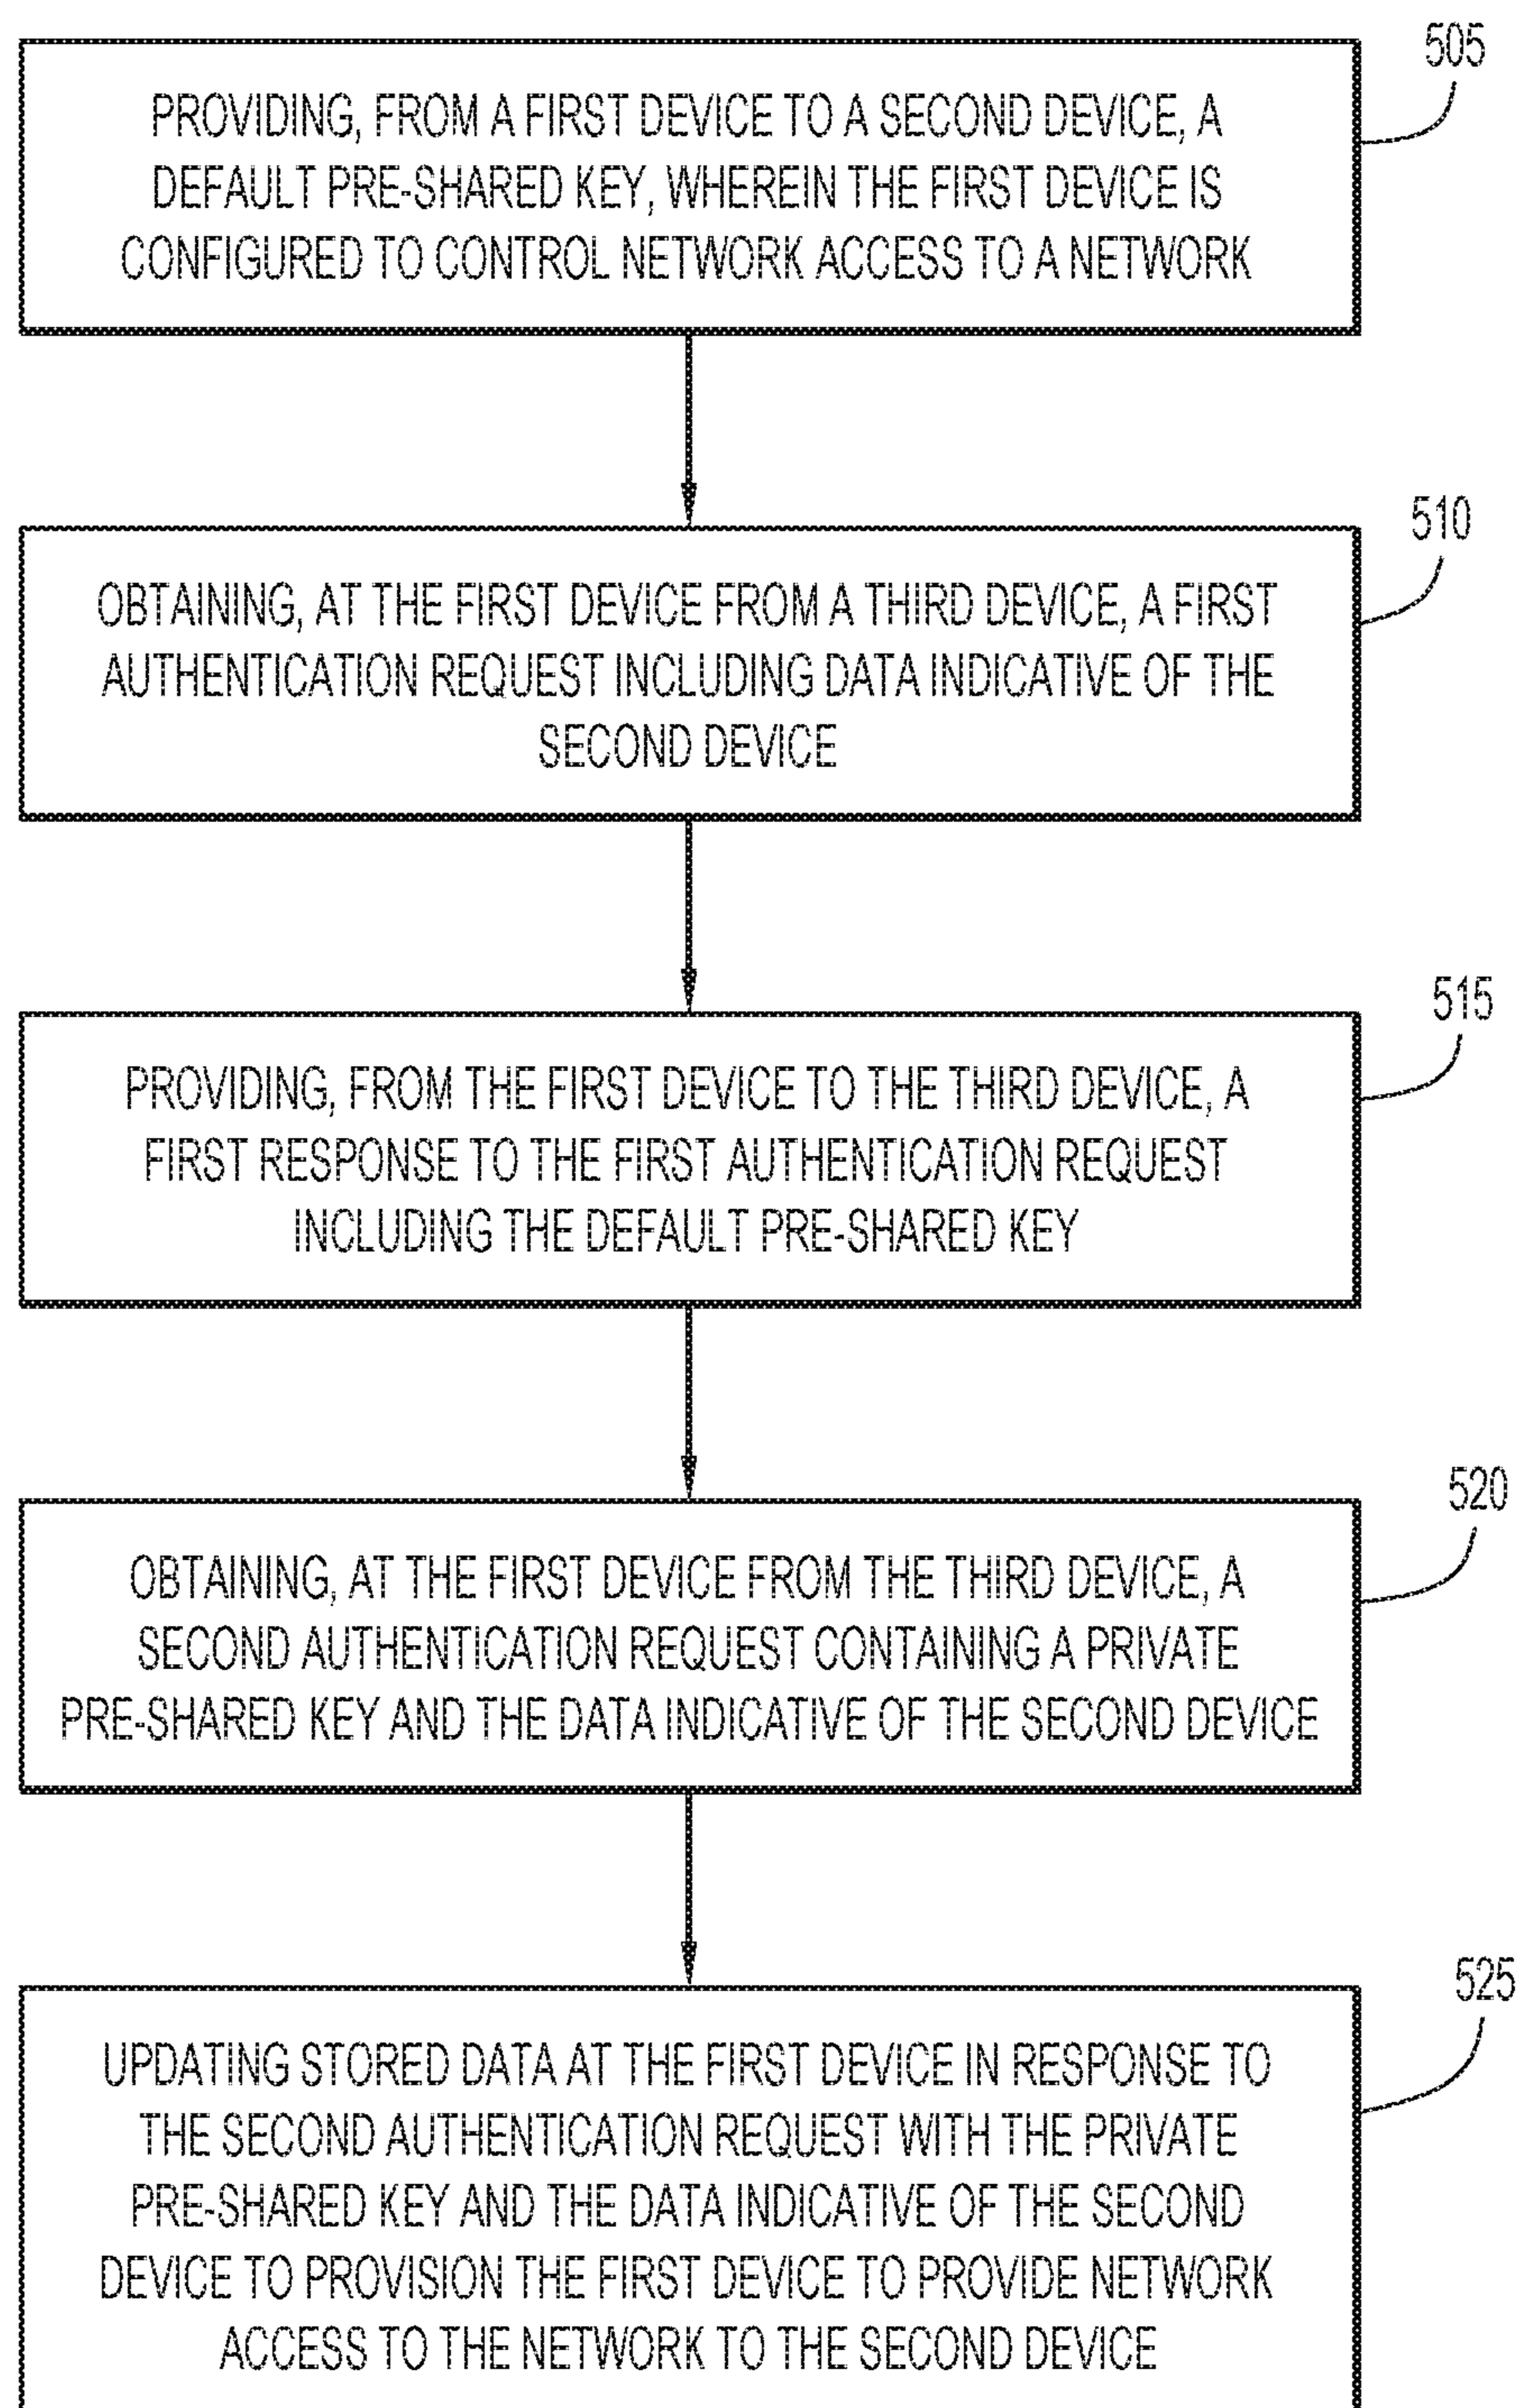 505
PROVIDING, FROM A FIRST DEVICE TO A SECOND DEVICE, A
DEFAULT PRE-SHARED KEY, WHEREIN THE FIRST DEVICE IS
CONFIGURED TO CONTROL NETWORK ACCESS TO A NETWORK
510
OBTAINING, AT THE FIRST DEVICE FROM A THIRD DEVICE, A FIRST
AUTHENTICATION REQUEST INCLUDING DATA INDICATIVE OF THE
SECOND DEVICE
515
PROVIDING, FROM THE FIRST DEVICE TO THE THIRD DEVICE, A
FIRST RESPONSE TO THE FIRST AUTHENTICATION REQUEST
INCLUDING THE DEFAULT PRE-SHARED KEY
520
OBTAINING, AT THE FIRST DEVICE FROM THE THIRD DEVICE, A
SECOND AUTHENTICATION REQUEST CONTAINING A PRIVATE
PRE-SHARED KEY AND THE DATA INDICATIVE OF THE SECOND DEVICE
525
UPDATING STORED DATA AT THE FIRST DEVICE IN RESPONSE TO
THE SECOND AUTHENTICATION REQUEST WITH THE PRIVATE
PRE-SHARED KEY AND THE DATA INDICATIVE OF THE SECOND
DEVICE TO PROVISION THE FIRST DEVICE TO PROVIDE NETWORK
ACCESS TO THE NETWORK TO THE SECOND DEVICE